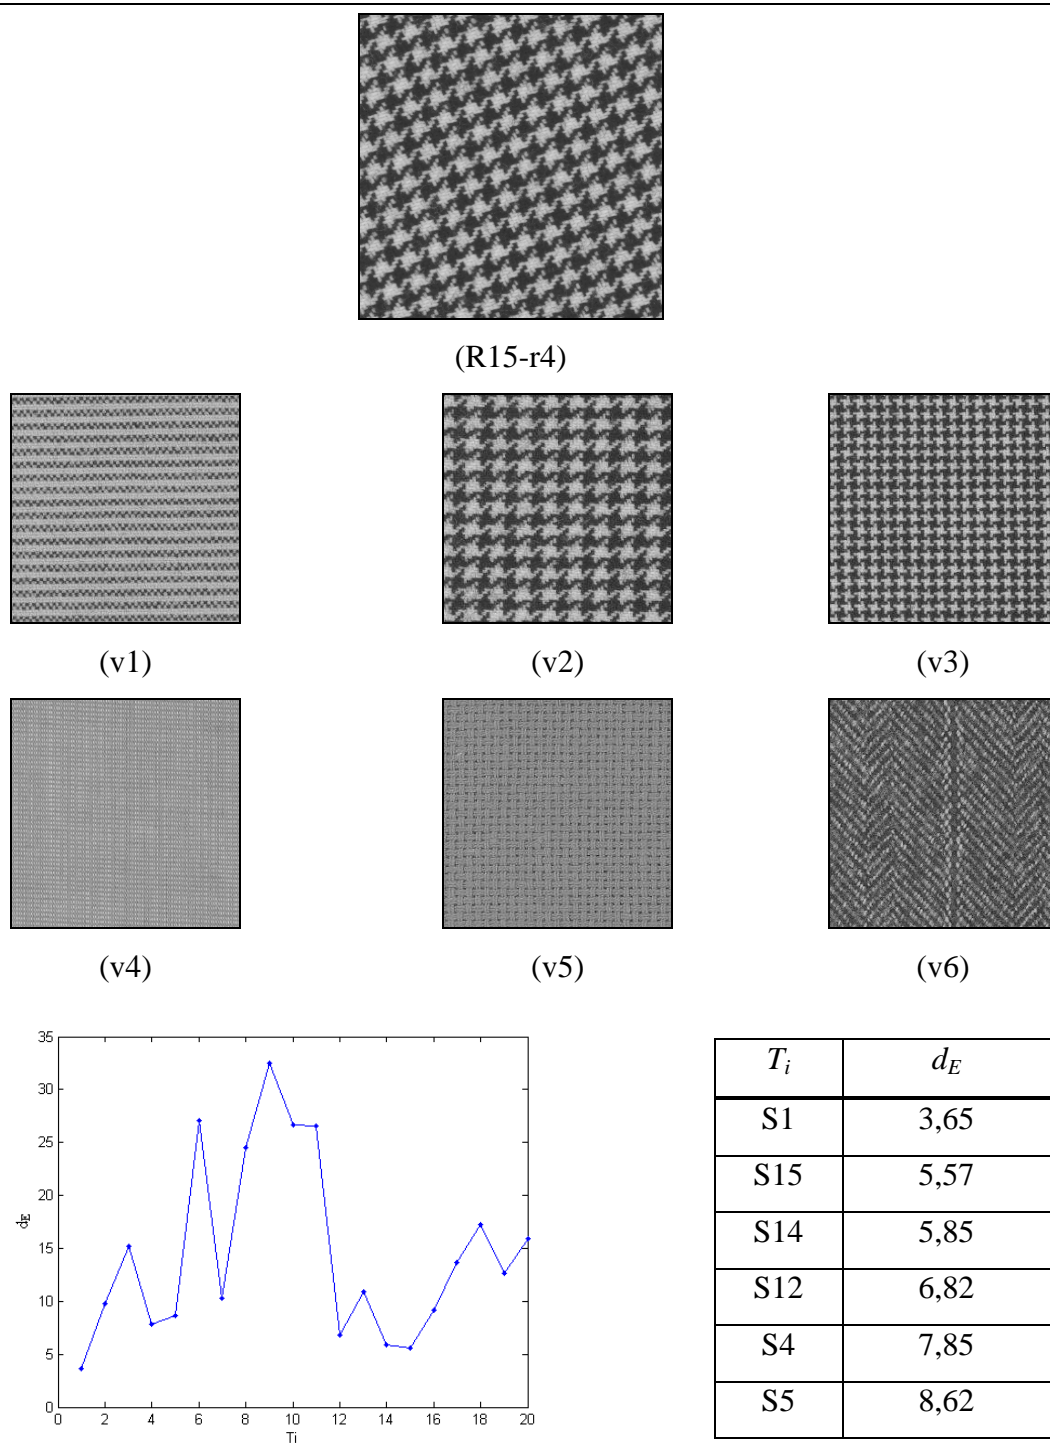 (R15-r4)
(v1) (v2) (v3)
(v4) (v5) (v6)
35
30
25
20
15
10
5
0
dE
0 2 4 6 8 10 12 14 16 18 20
Ti
Ti dE
S1 3,65
S15 5,57
S14 5,85
S12 6,82
S4 7,85
S5 8,62